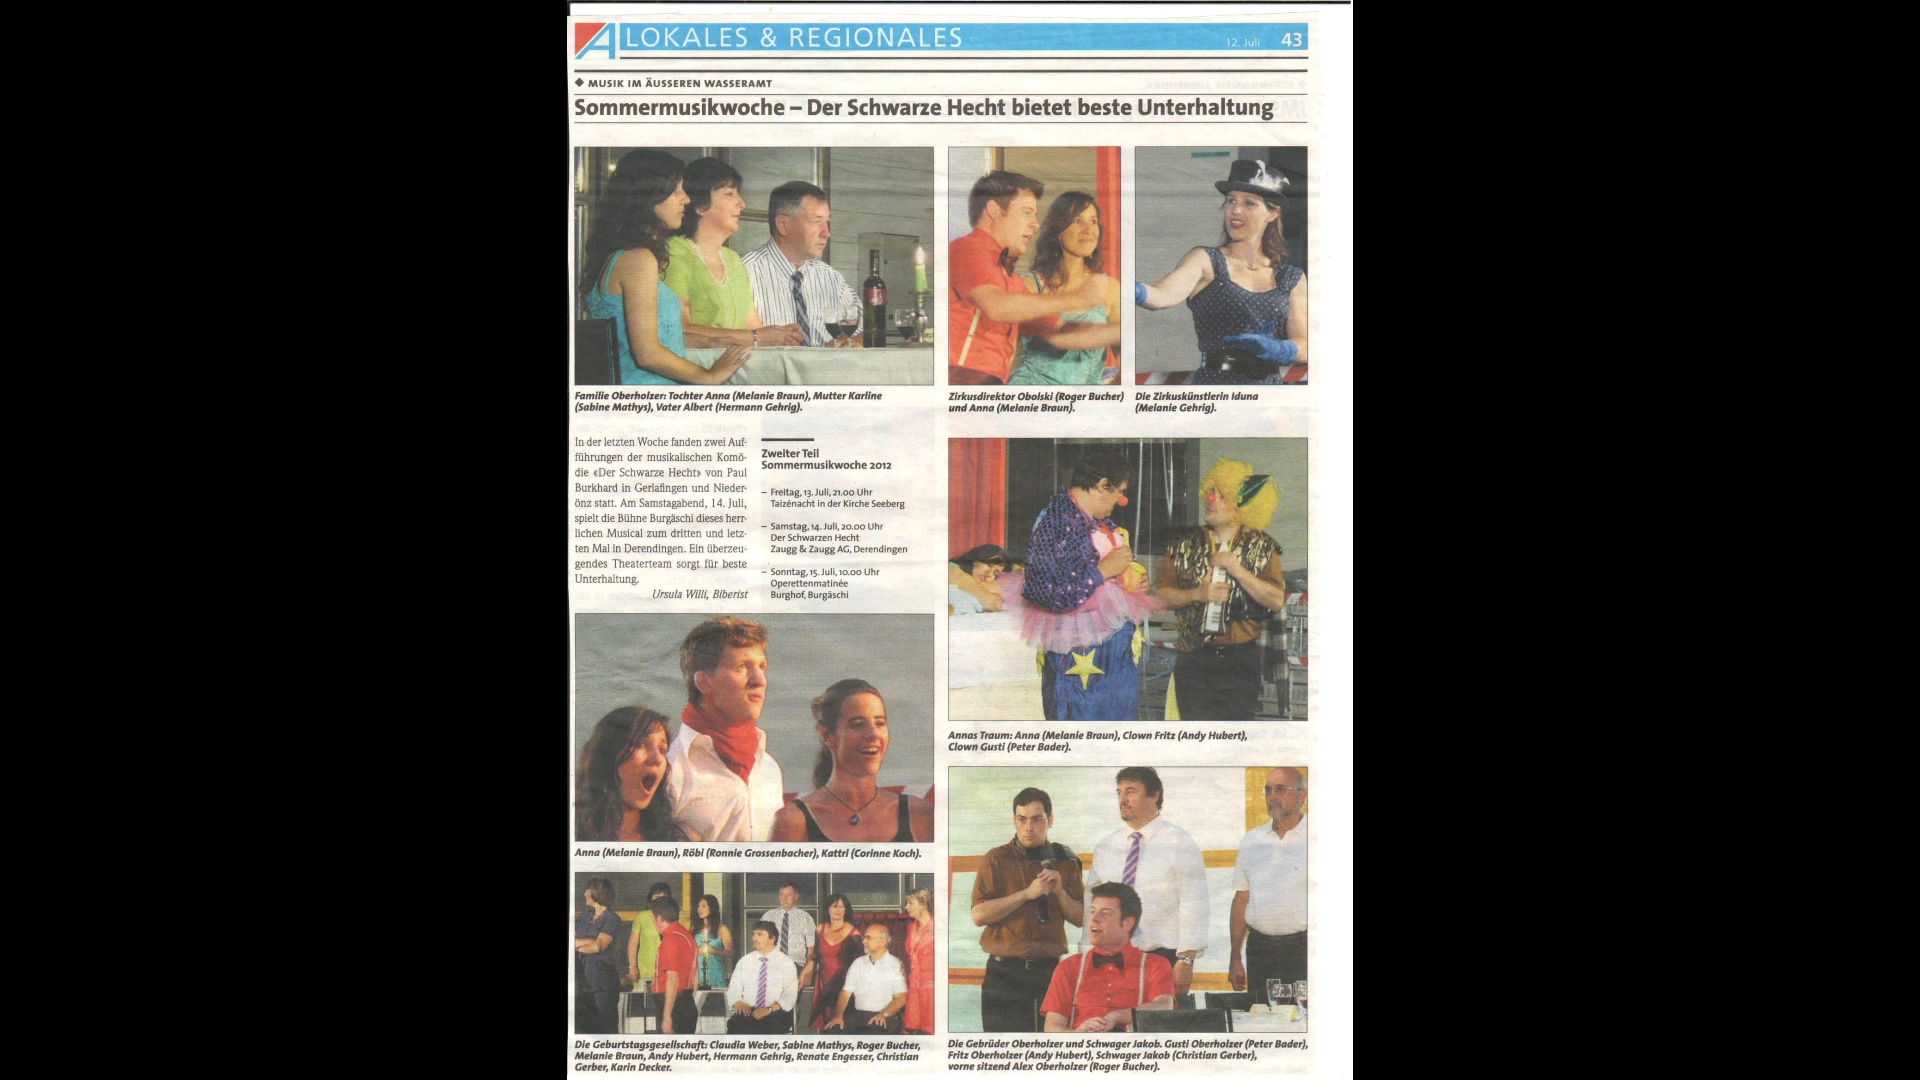 A LOKALES & REGIONALES
12. Juli 43
◆ MUSIK IM ÄUSSEREN WASSERAMT
Sommermusikwoche – Der Schwarze Hecht bietet beste Unterhaltung
Familie Oberholzer: Tochter Anna (Melanie Braun), Mutter Karline
(Sabine Mathys), Vater Albert (Hermann Gehrig).
Zirkusdirektor Obolski (Roger Bucher)
und Anna (Melanie Braun).
Die Zirkuskünstlerin Iduna
(Melanie Gehrig).
In der letzten Woche fanden zwei Auf-
führungen der musikalischen Komö-
die «Der Schwarze Hecht» von Paul
Burkhard in Gerlafingen und Nieder-
önz statt. Am Samstagabend, 14. Juli,
spielt die Bühne Burgäschi dieses herr-
lichen Musical zum dritten und letz-
ten Mal in Derendingen. Ein überzeu-
gendes Theaterteam sorgt für beste
Unterhaltung.
Ursula Willi, Biberist
Zweiter Teil
Sommermusikwoche 2012
– Freitag, 13. Juli, 21.00 Uhr
Taizénacht in der Kirche Seeberg
– Samstag, 14. Juli, 20.00 Uhr
Der Schwarzen Hecht
Zaugg & Zaugg AG, Derendingen
– Sonntag, 15. Juli, 10.00 Uhr
Operettenmatinée
Burghof, Burgäschi
Annas Traum: Anna (Melanie Braun), Clown Fritz (Andy Hubert),
Clown Gusti (Peter Bader).
Anna (Melanie Braun), Röbi (Ronnie Grossenbacher), Kattri (Corinne Koch).
Die Geburtstagsgesellschaft: Claudia Weber, Sabine Mathys, Roger Bucher,
Melanie Braun, Andy Hubert, Hermann Gehrig, Renate Engesser, Christian
Gerber, Karin Decker.
Die Gebrüder Oberholzer und Schwager Jakob. Gusti Oberholzer (Peter Bader),
Fritz Oberholzer (Andy Hubert), Schwager Jakob (Christian Gerber),
vorne sitzend Alex Oberholzer (Roger Bucher).